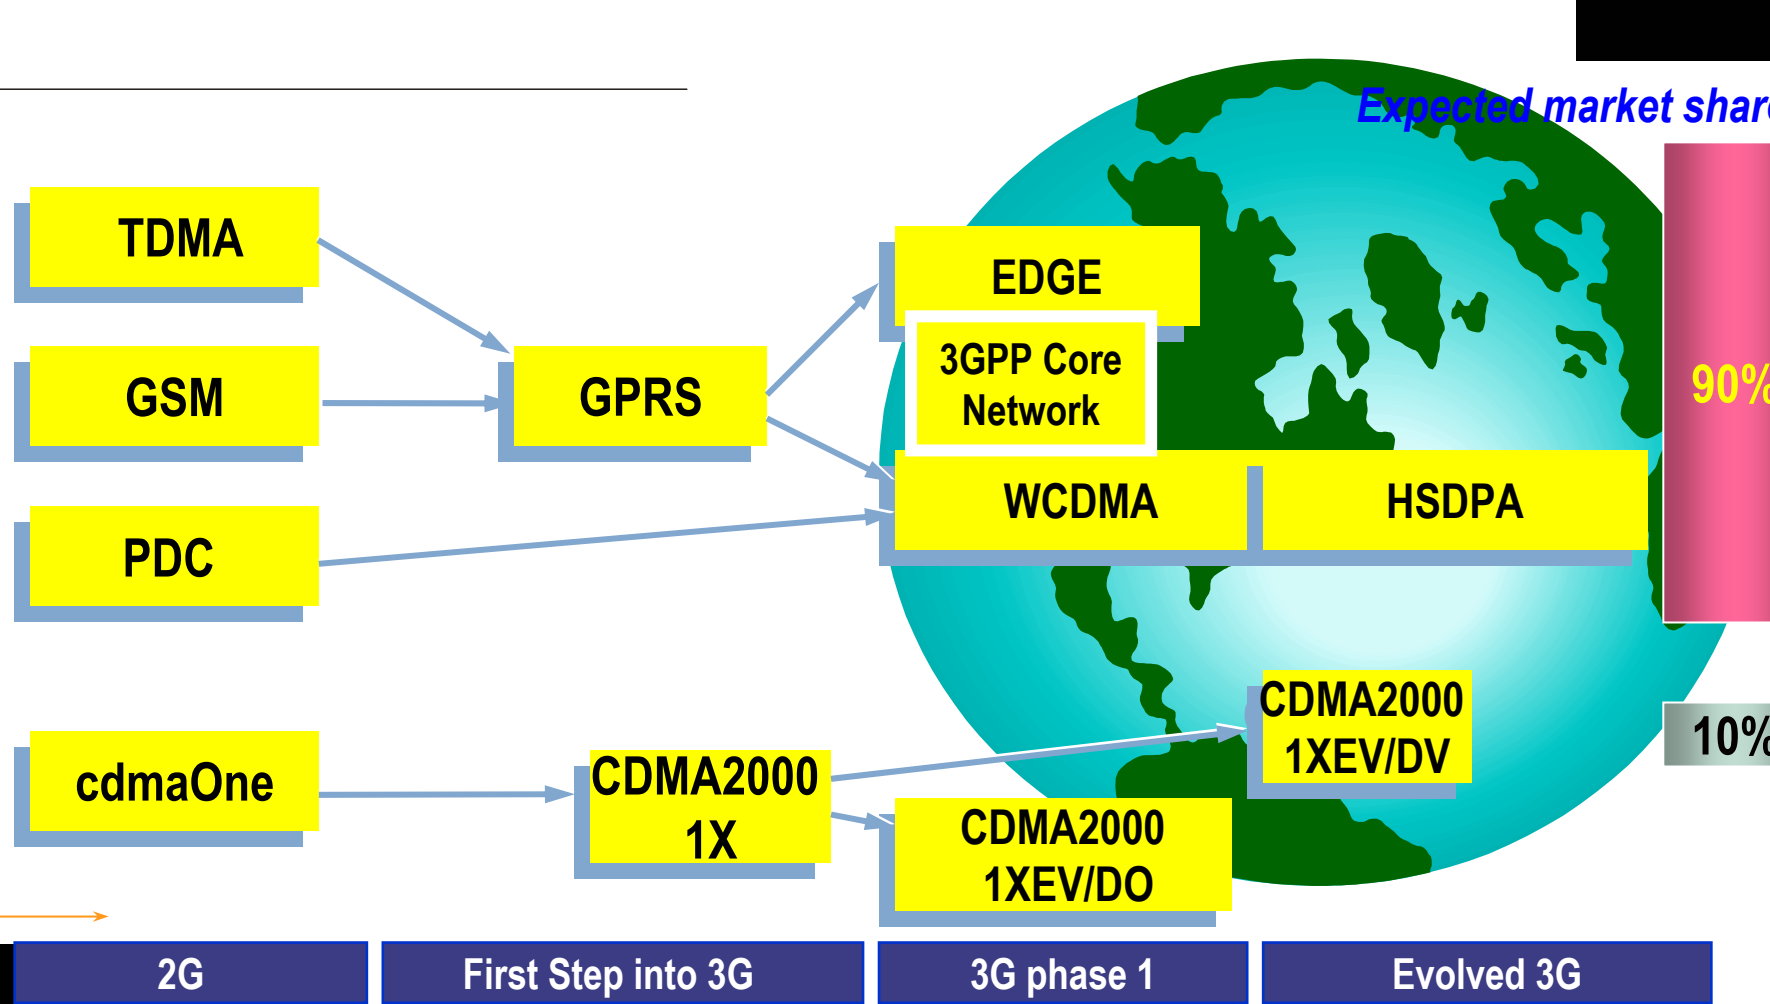 Expected market share
TDMA
EDGE
3GPP Core
Network
GSM
GPRS
90%
WCDMA
HSDPA
PDC
CDMA2000
1XEV/DV
10%
cdmaOne
CDMA2000
1X
CDMA2000
1XEV/DO
2G
First Step into 3G
3G phase 1
Evolved 3G